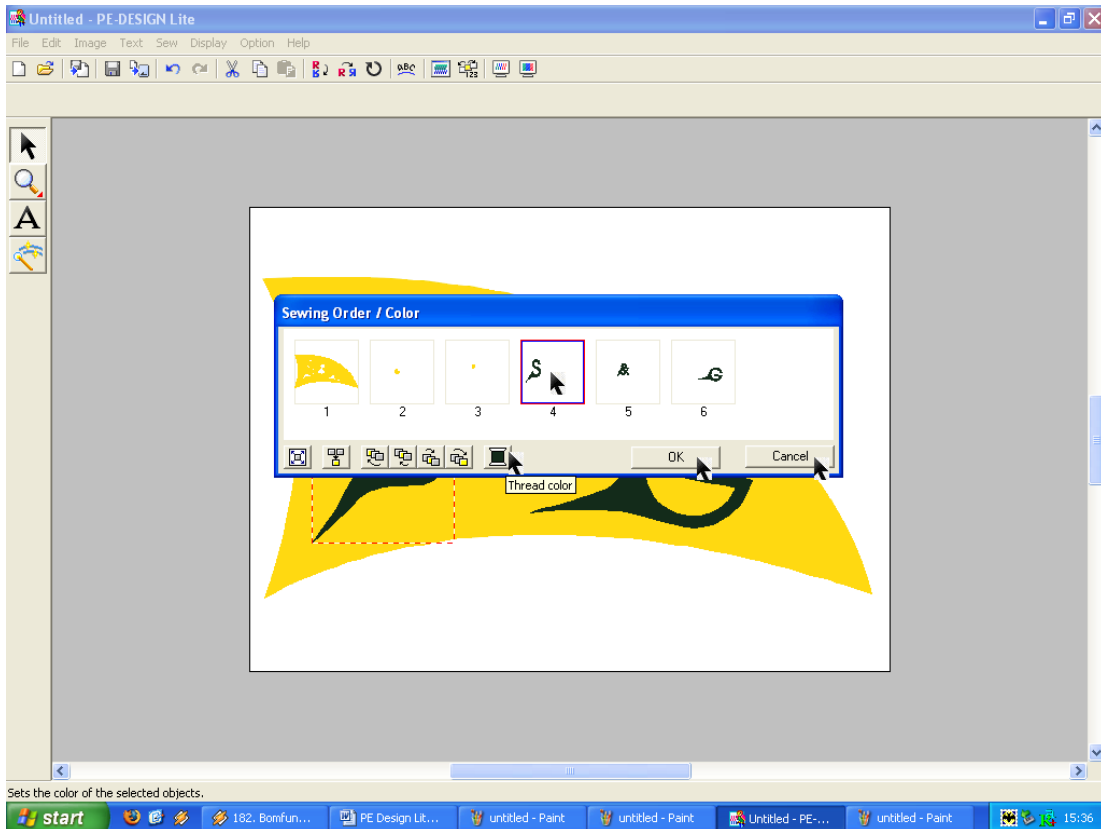 Untitled - PE-DESIGN Lite
File Edit Image Text Sew Display Option Help
ABC 123
A
Sewing Order / Color
S & G
1 2 3 4 5 6
OK Cancel
Thread color
Sets the color of the selected objects.
start 182. Bomfun... PE Design Lit... untitled - Paint untitled - Paint Untitled - PE-... untitled - Paint 15:36